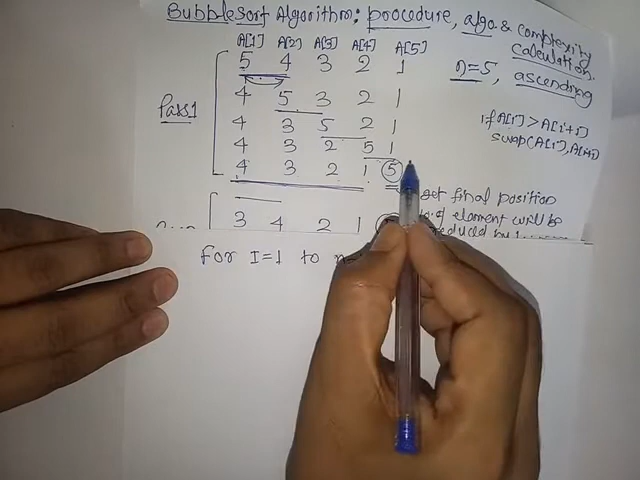 Bubblesort Algorithm: procedure, algo & complexity calculation.
A[1] A[2] A[3] A[4] A[5]
5 4 3 2 1
n=5, ascending
4 5 3 2 1
Pass1
if A[i] > A[i+1]
4 3 5 2 1
swap(A[i], A[i+1])
4 3 2 5 1
4 3 2 1 5
get final position
3 4 2 1
of element will be
For I=1 to n-